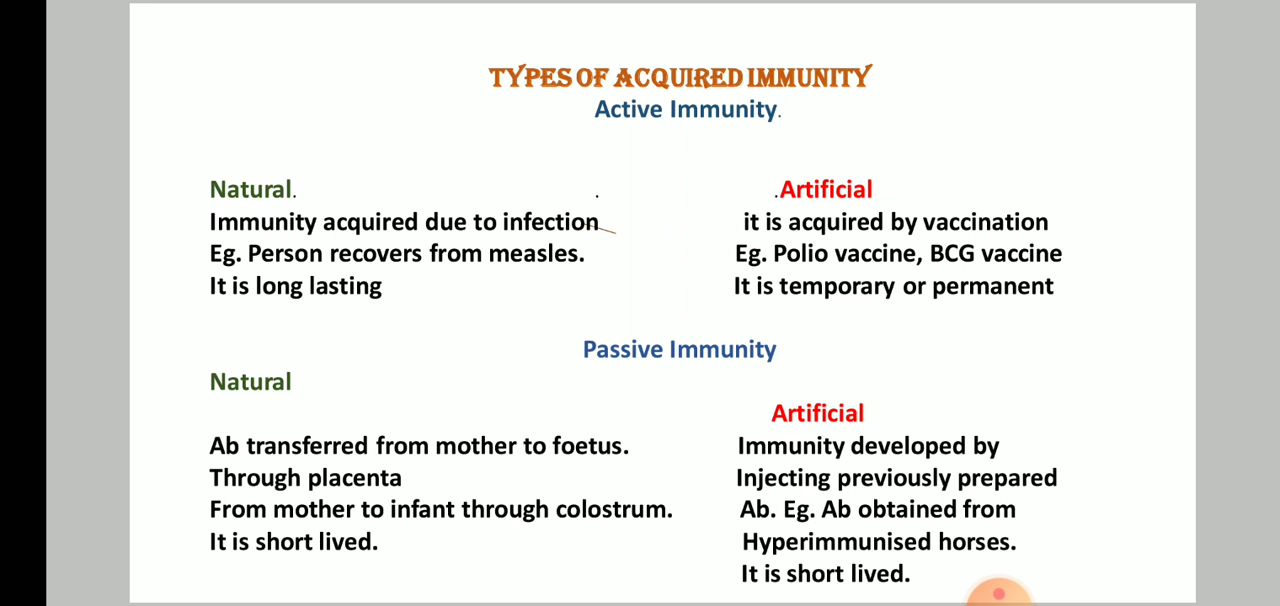 TYPES OF ACQUIRED IMMUNITY
Active Immunity.
Natural.
Immunity acquired due to infection
Eg. Person recovers from measles.
It is long lasting
.Artificial
it is acquired by vaccination
Eg. Polio vaccine, BCG vaccine
It is temporary or permanent
Passive Immunity
Natural
Ab transferred from mother to foetus.
Through placenta
From mother to infant through colostrum.
It is short lived.
Artificial
Immunity developed by
Injecting previously prepared
Ab. Eg. Ab obtained from
Hyperimmunised horses.
It is short lived.